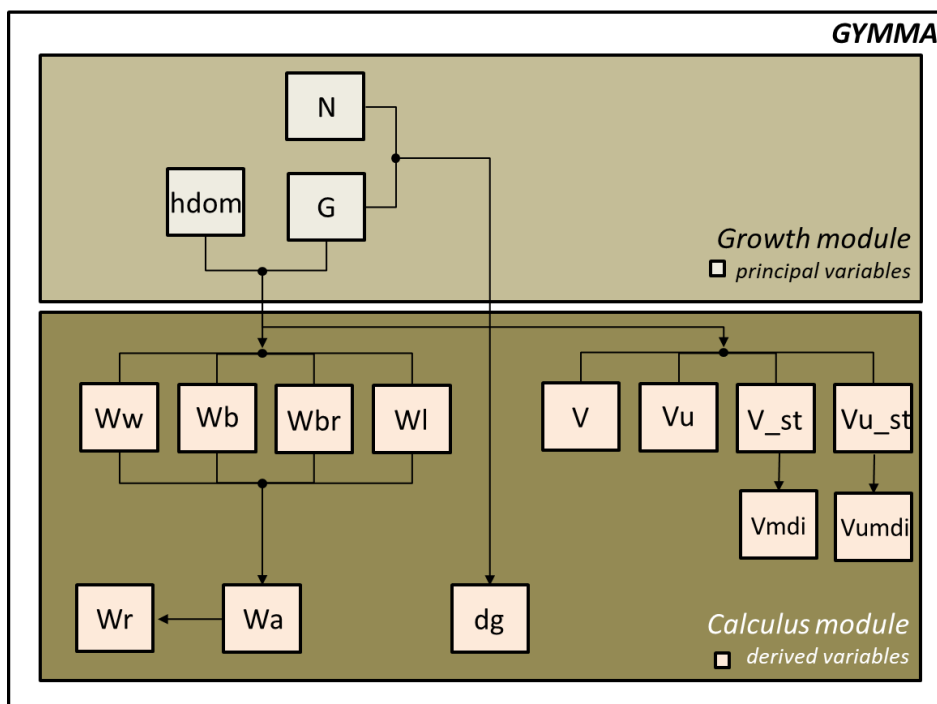 GYMMA
N
hdom
G
Growth module
principal variables
Ww
Wb
Wbr
Wl
V
Vu
V_st
Vu_st
Vmdi
Vumdi
Wr
Wa
dg
Calculus module
derived variables